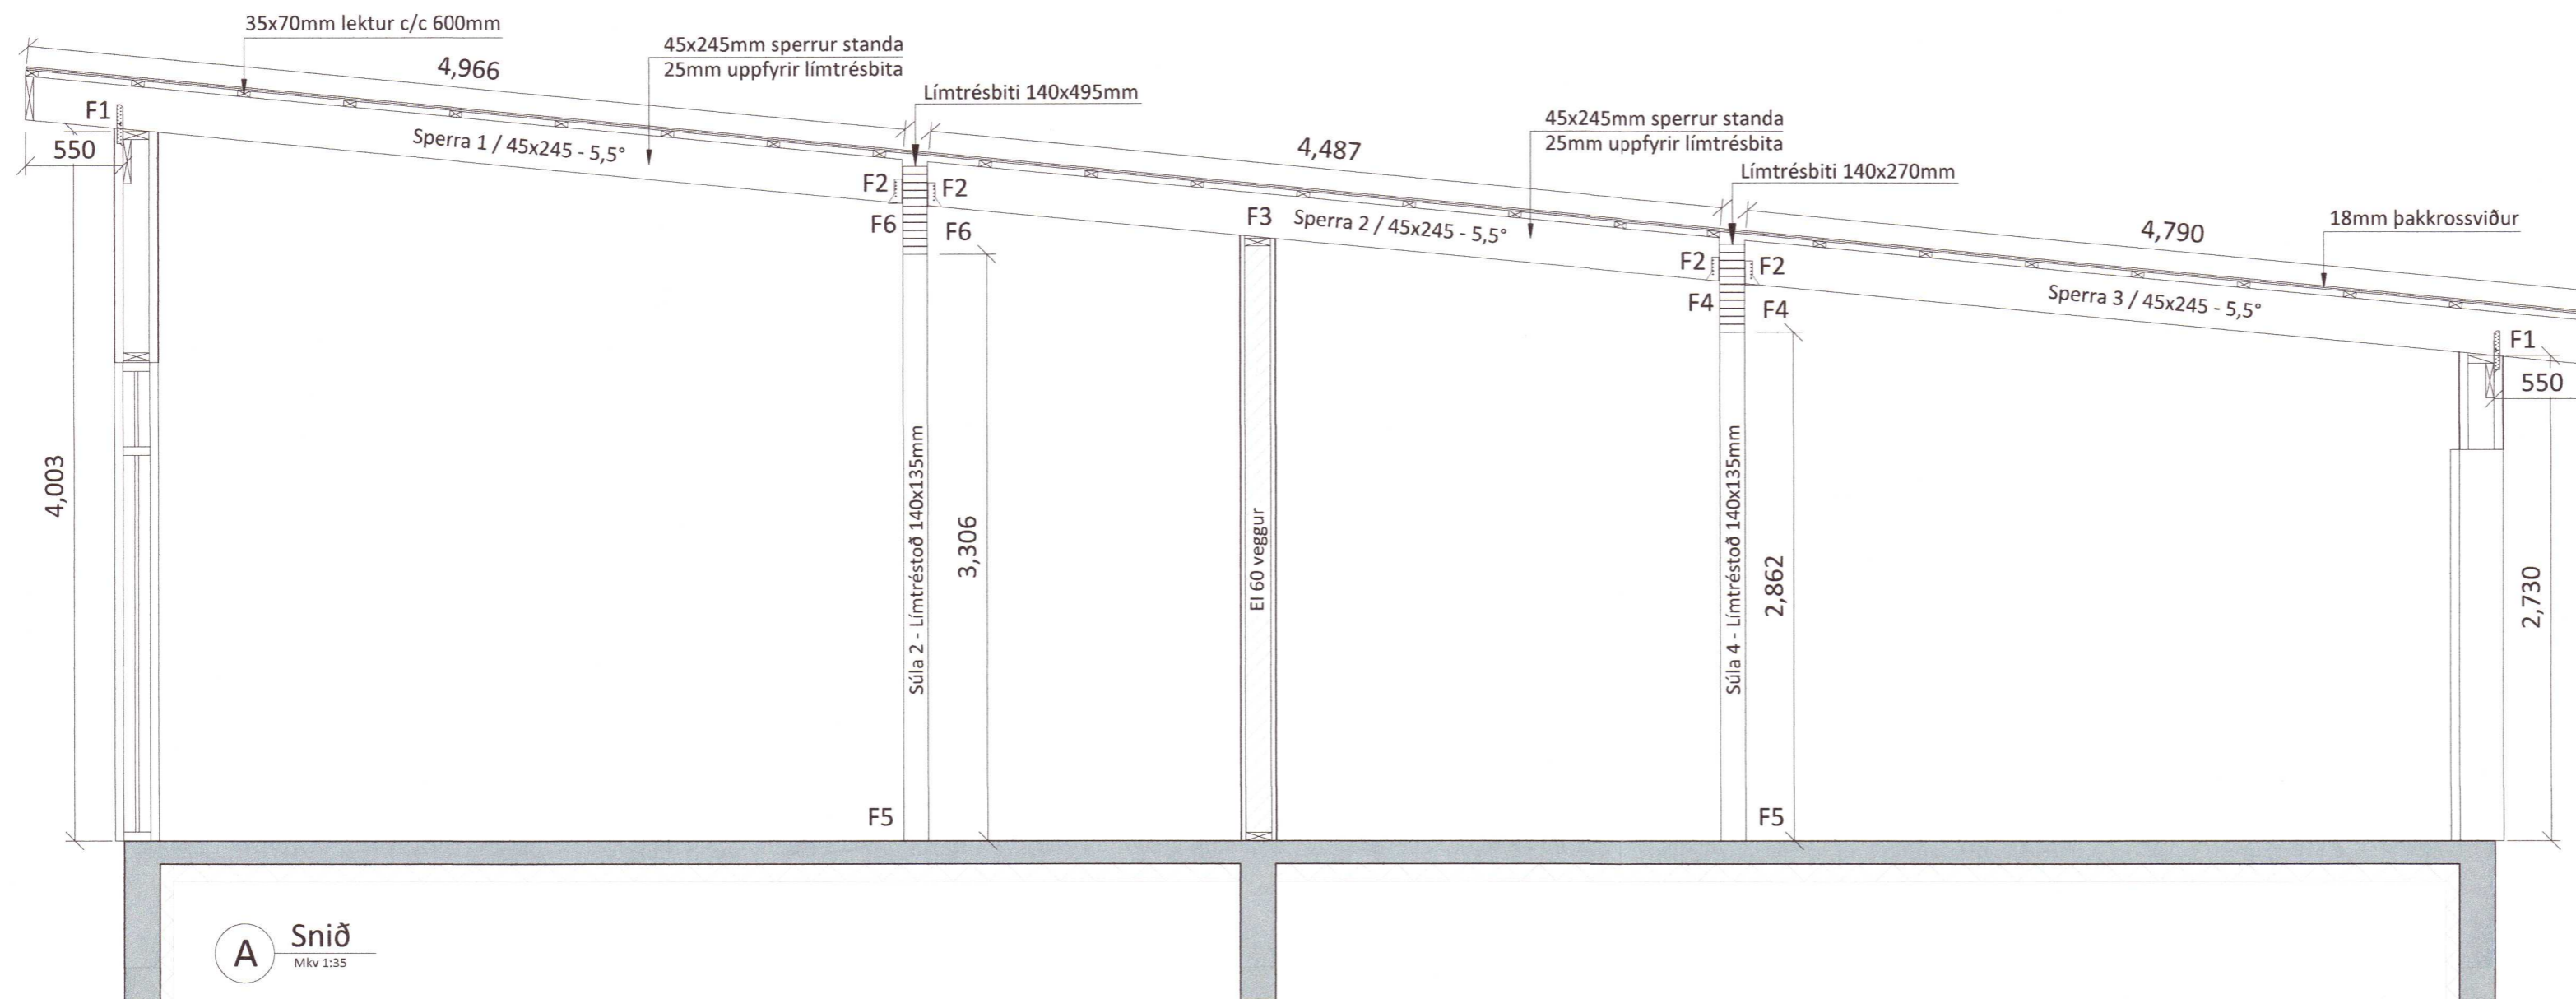 35x70mm lektur c/c 600mm
4,966
45x245mm sperrur standa
25mm uppfyrir límtrésbita
Límtrésbiti 140x495mm
45x245mm sperrur standa
25mm uppfyrir límtrésbita
4,487
Límtrésbiti 140x270mm
4,790
18mm þakkrossviður
F1
550
Sperra 1 / 45x245 - 5,5°
F2
F2
F6
F6
F3
Sperra 2 / 45x245 - 5,5°
F2
F2
F4
F4
Sperra 3 / 45x245 - 5,5°
F1
550
4,003
Súla 2 - Límtréstoð 140x135mm
3,306
EI 60 veggur
Súla 4 - Límtréstoð 140x135mm
2,862
2,730
F5
F5
A
Snið
Mkv 1:35